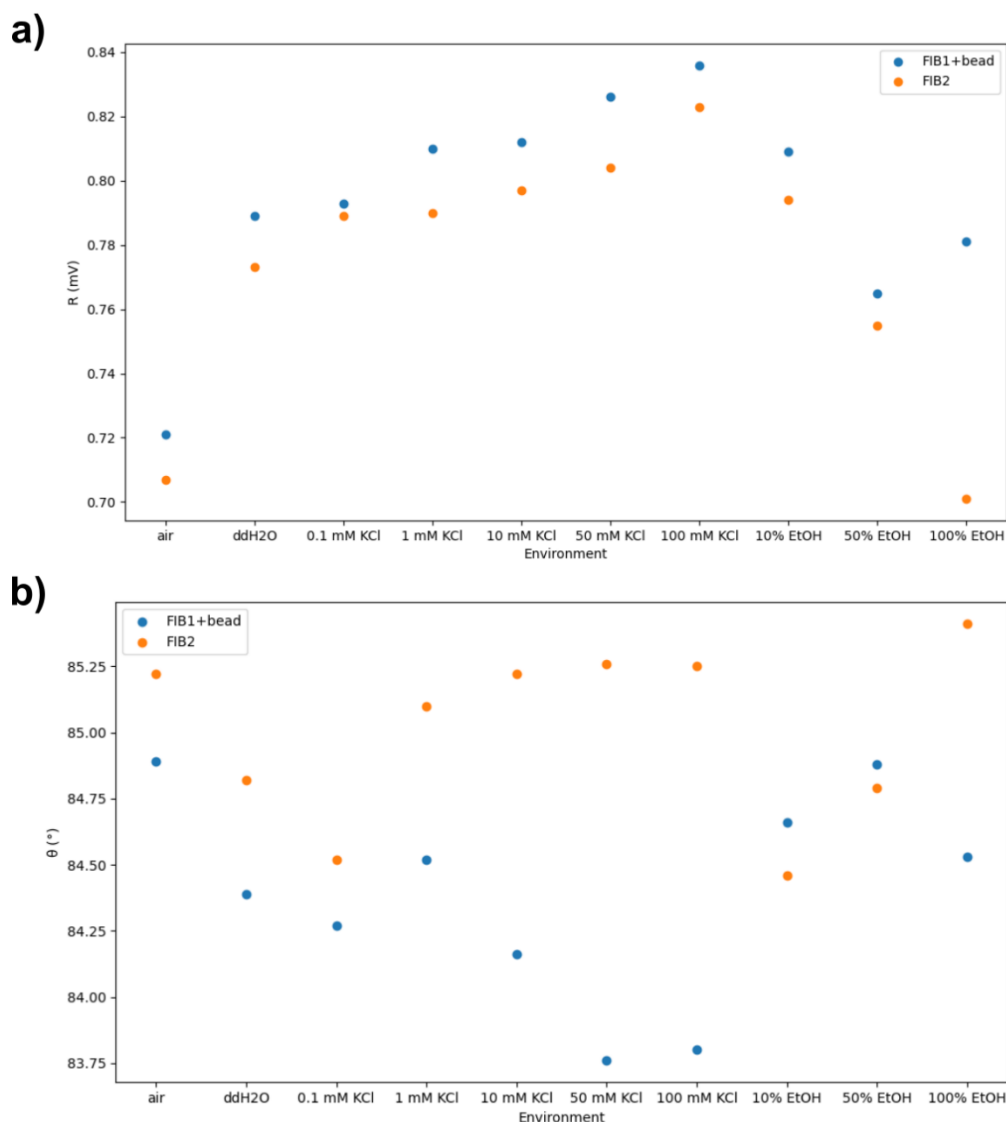 a)
0.84
0.82
0.80
0.78
0.76
0.74
0.72
0.70
R (mV)
FIB1+bead
FIB2
air ddH2O 0.1 mM KCl 1 mM KCl 10 mM KCl 50 mM KCl 100 mM KCl 10% EtOH 50% EtOH 100% EtOH
Environment
b)
FIB1+bead
FIB2
85.25
85.00
84.75
84.50
84.25
84.00
83.75
θ (°)
air ddH2O 0.1 mM KCl 1 mM KCl 10 mM KCl 50 mM KCl 100 mM KCl 10% EtOH 50% EtOH 100% EtOH
Environment